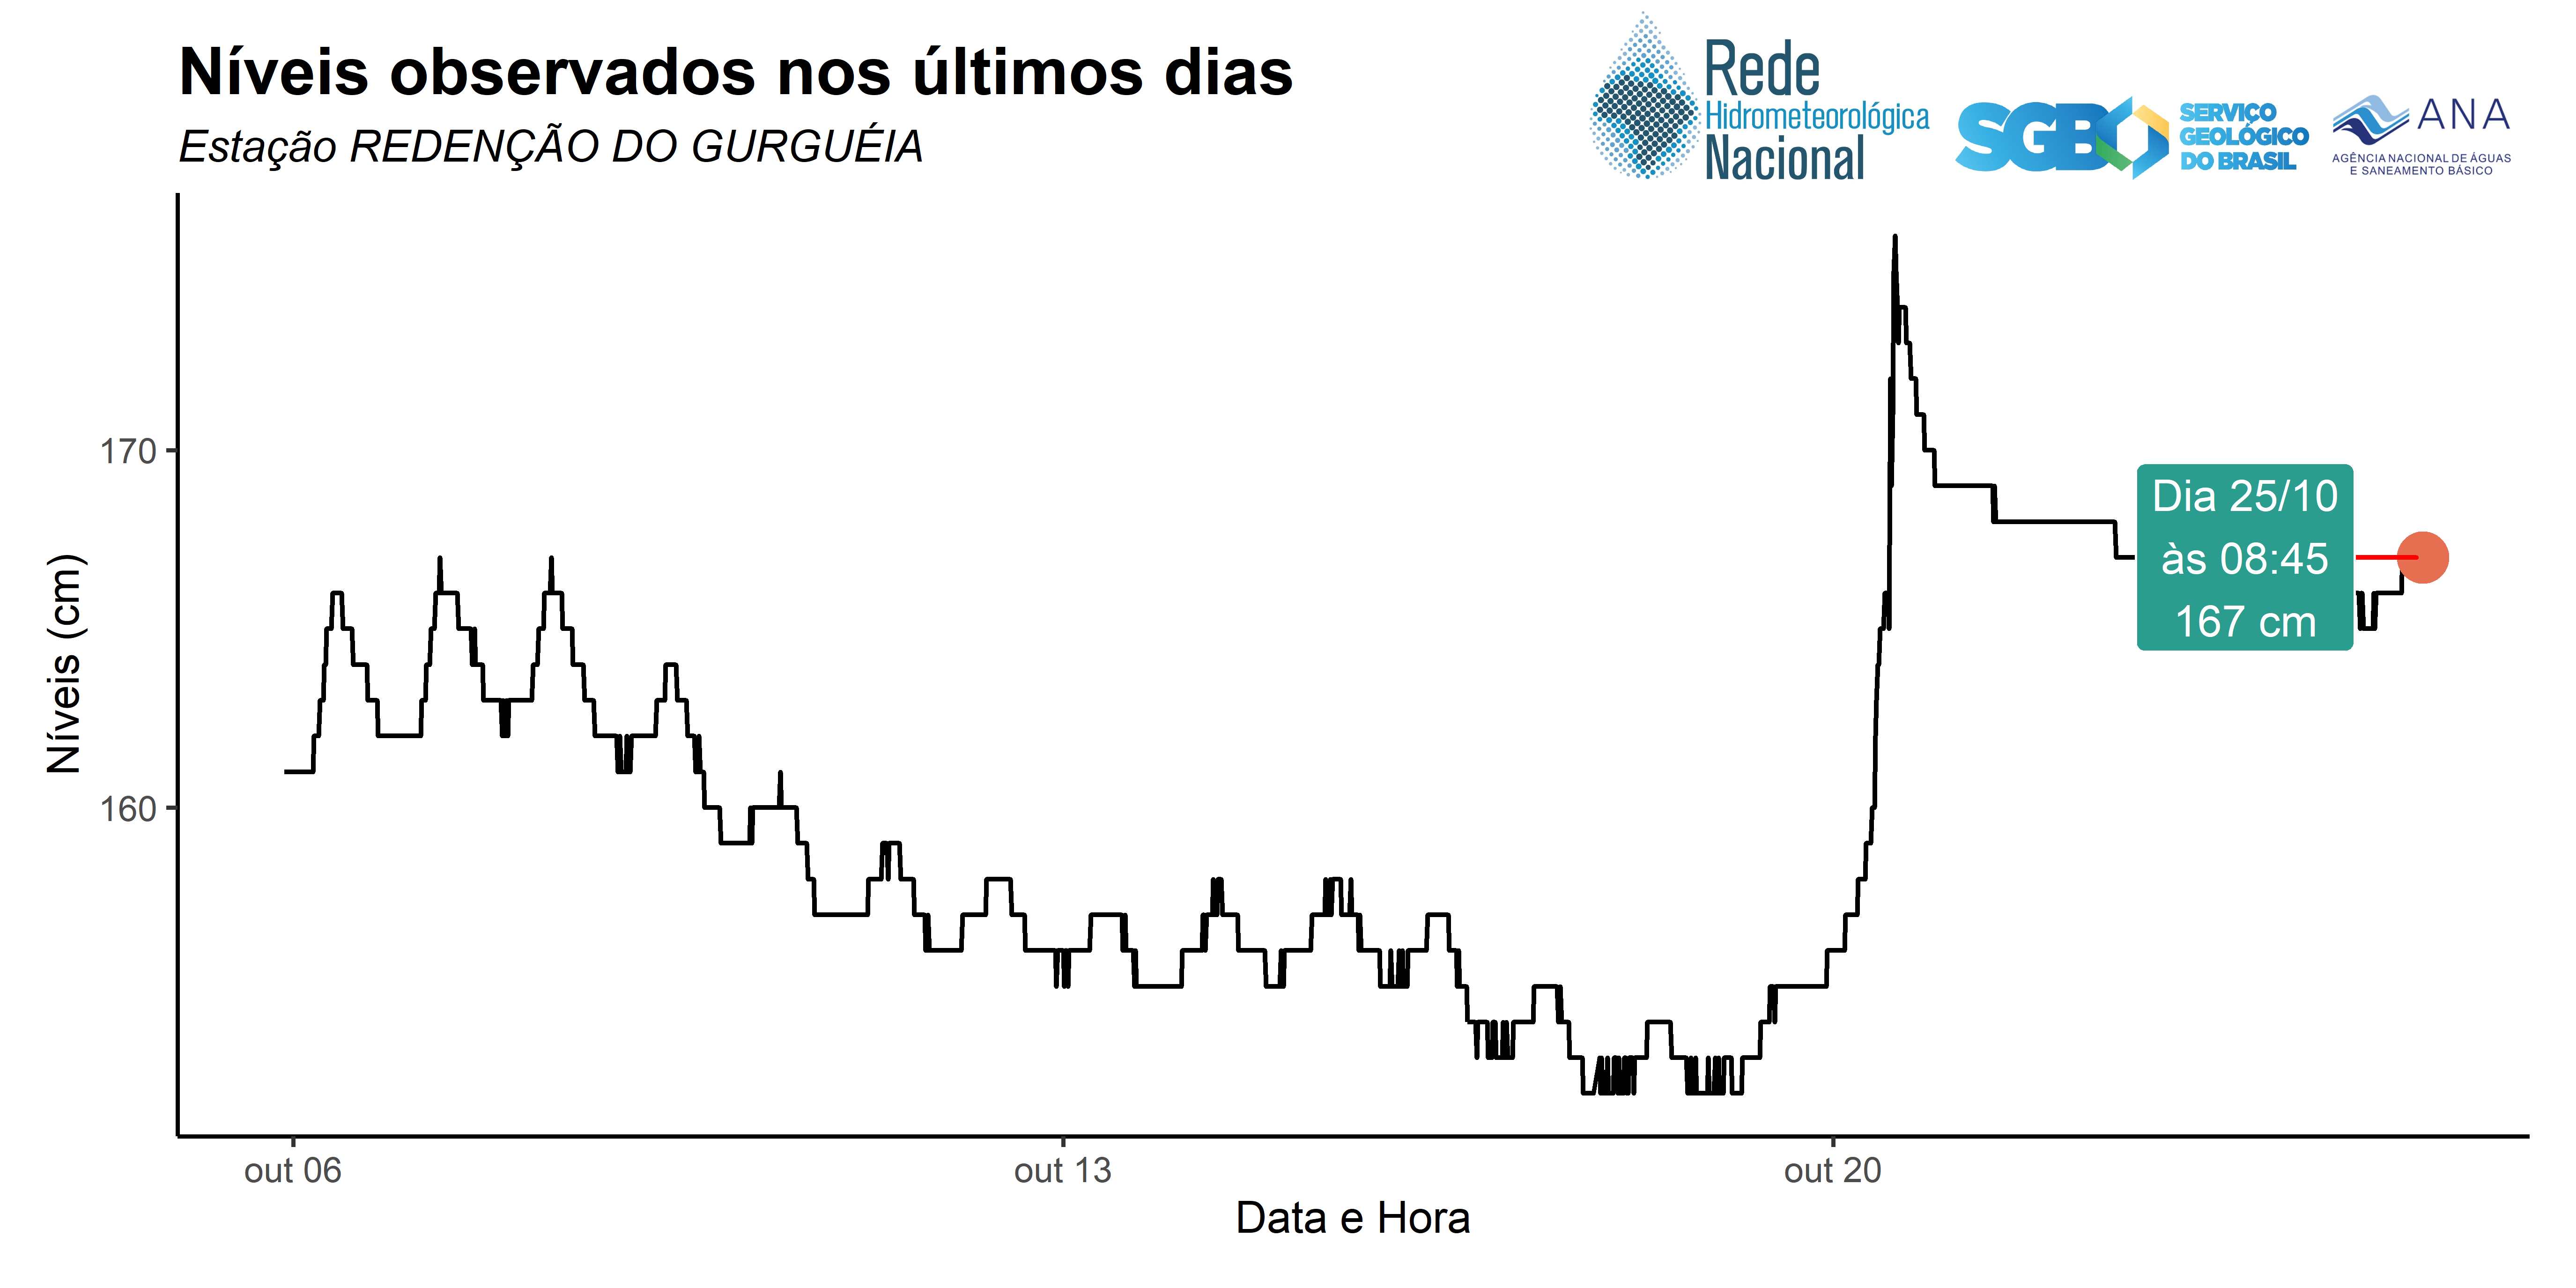 Níveis observados nos últimos dias
Estação REDENÇÃO DO GURGUÉIA
Rede
Hidrometeorológica
Nacional
SGB
SERVIÇO
GEOLÓGICO
DO BRASIL
ANA
AGÊNCIA NACIONAL DE ÁGUAS
E SANEAMENTO BÁSICO
Níveis (cm)
170
160
Dia 25/10
às 08:45
167 cm
out 06
out 13
out 20
Data e Hora